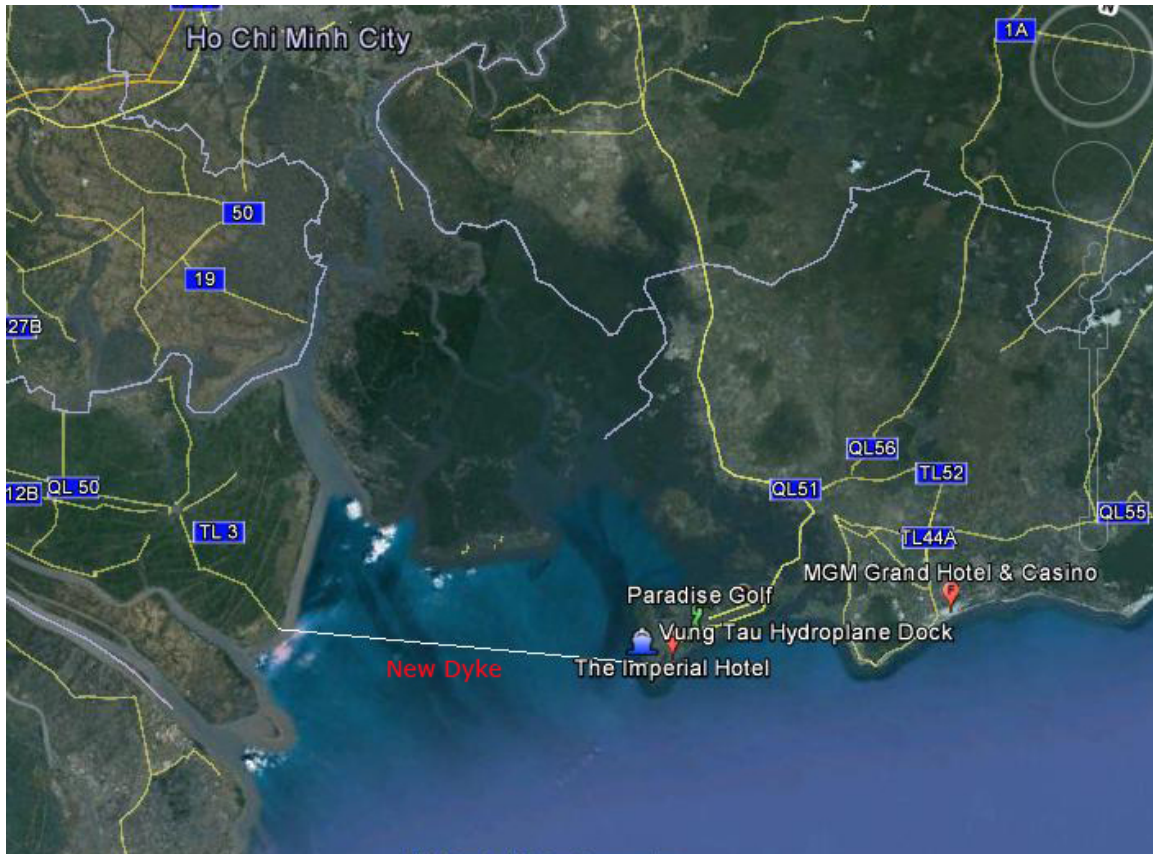 N
1A
Ho Chi Minh City
50
19
27B
QL56
TL52
QL 50
QL51
12B
QL55
TL 3
TL44A
MGM Grand Hotel & Casino
Paradise Golf
Vung Tau Hydroplane Dock
The Imperial Hotel
New Dyke